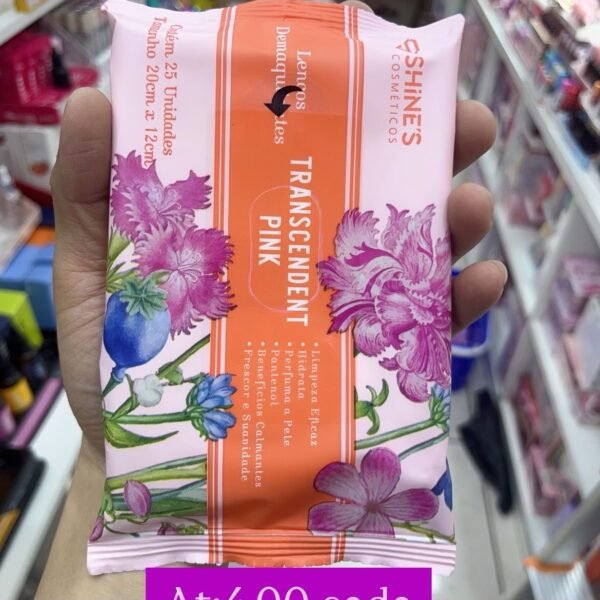 SHINE'S
COSMÉTICOS
Lenços
Demaquilantes
TRANSCENDENT
PINK
• Limpeza Eficaz
• Hidrata
• Perfuma a Pele
• Pantenol
• Benefícios Calmantes
• Frescor e Suavidade
Contém 25 Unidades
Tamanho 20cm x 12cm